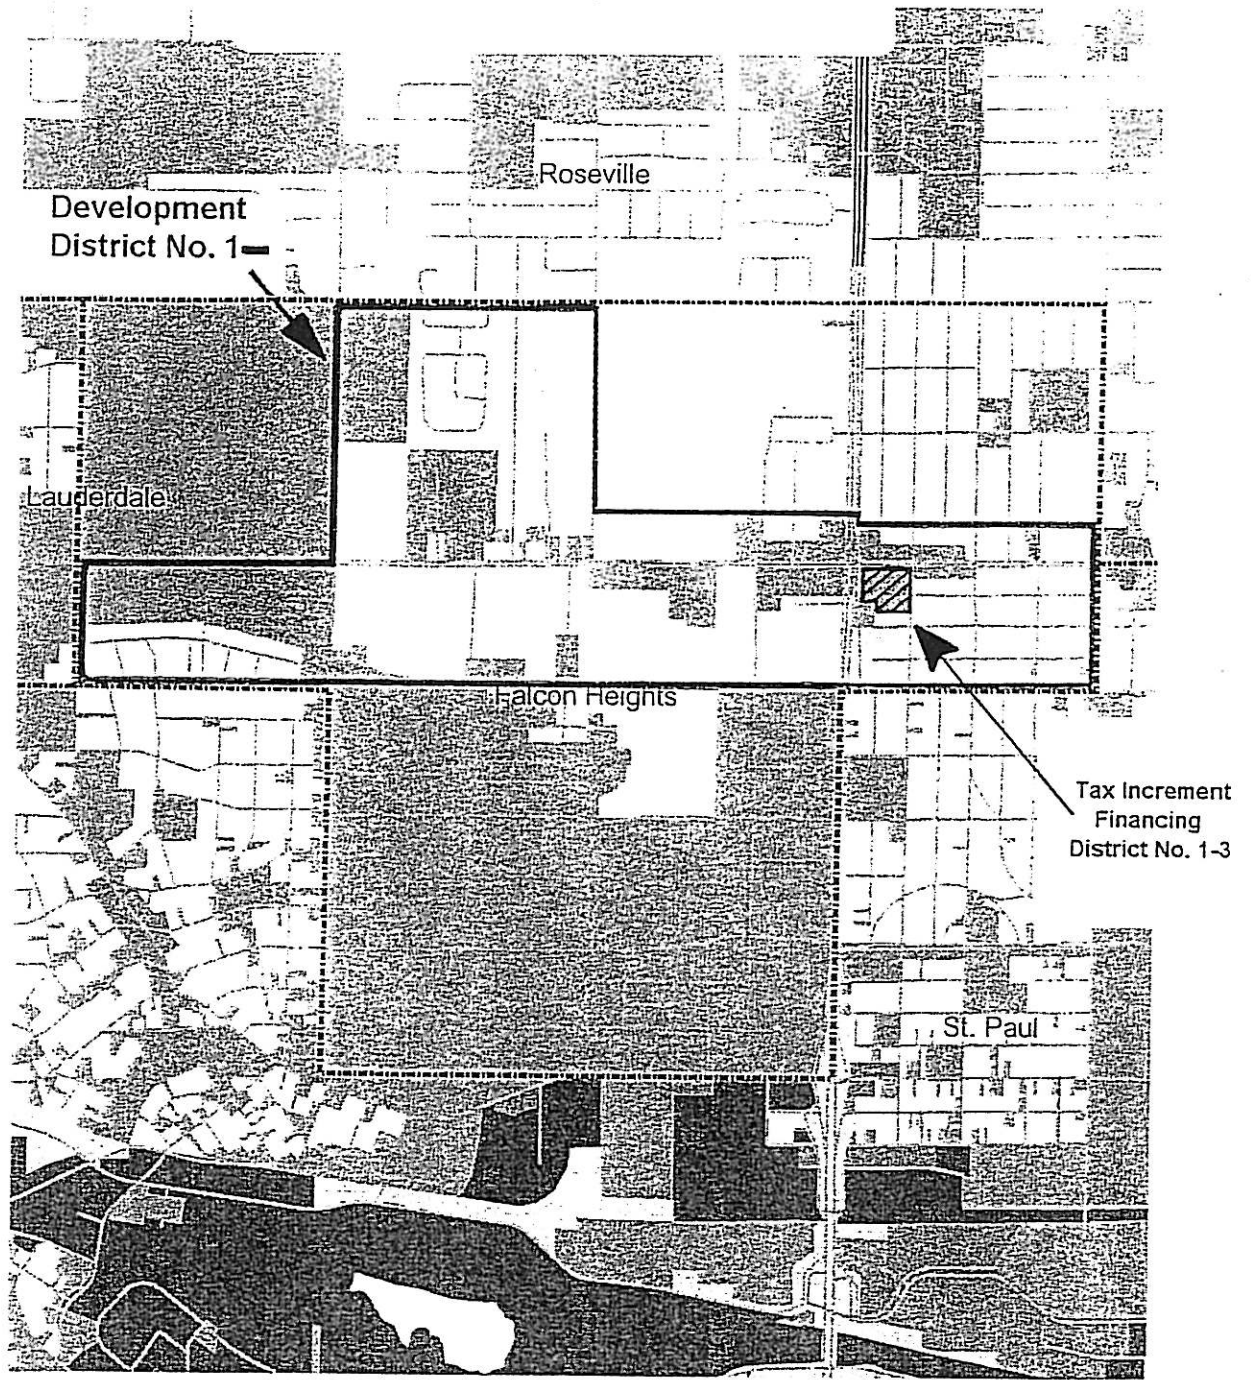 Roseville
Development
District No. 1
Lauderdale
Falcon Heights
Tax Increment
Financing
District No. 1-3
St. Paul